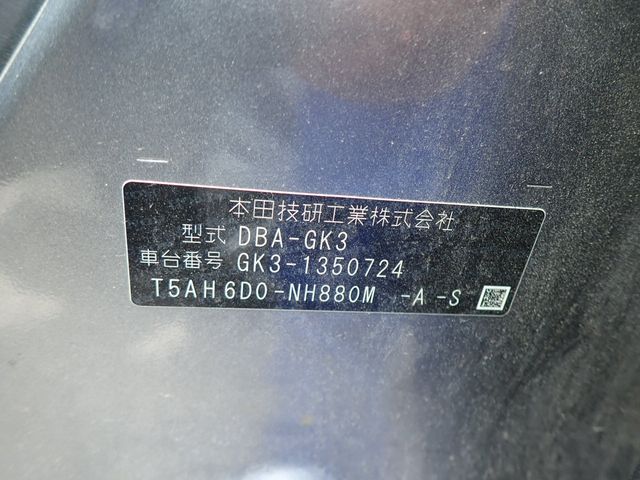 本田技研工業株式会社
型式 DBA-GK3
車台番号 GK3-1350724
T5AH6D0-NH880M -A -S